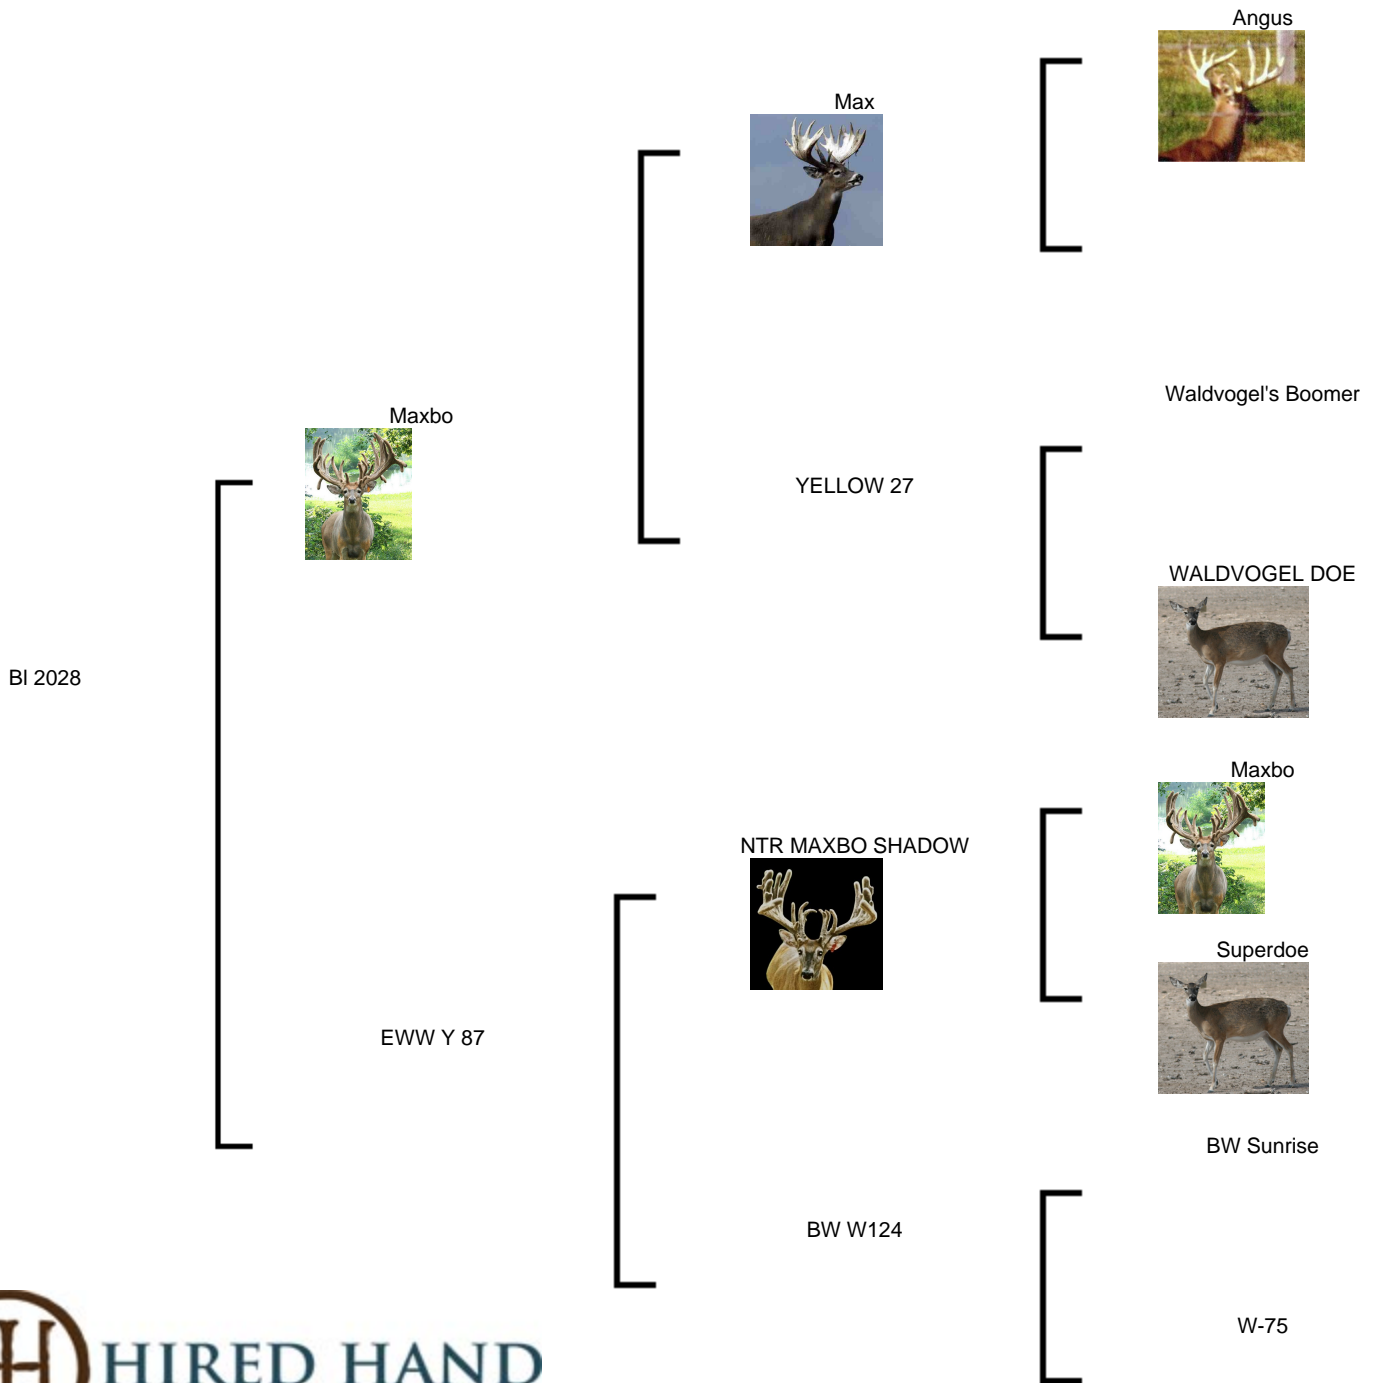 Angus
Max
Waldvogel's Boomer
Maxbo
YELLOW 27
WALDVOGEL DOE
BI 2028
Maxbo
NTR MAXBO SHADOW
Superdoe
EWW Y 87
BW Sunrise
BW W124
W-75
H HIRED HAND